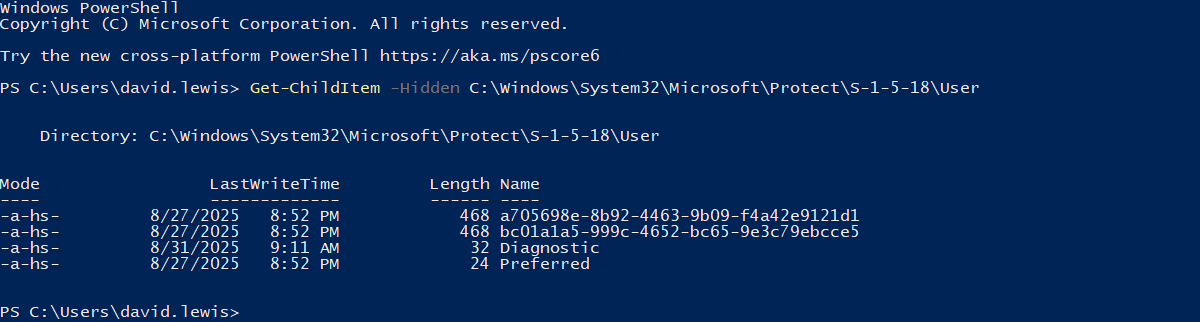 Windows PowerShell
Copyright (C) Microsoft Corporation. All rights reserved.
Try the new cross-platform PowerShell https://aka.ms/pscore6
PS C:\Users\david.lewis> Get-ChildItem -Hidden C:\Windows\System32\Microsoft\Protect\S-1-5-18\User
Directory: C:\Windows\System32\Microsoft\Protect\S-1-5-18\User
Mode LastWriteTime Length Name
---- ------------- ------ ----
-a-hs- 8/27/2025 8:52 PM 468 a705698e-8b92-4463-9b09-f4a42e9121d1
-a-hs- 8/27/2025 8:52 PM 468 bc01a1a5-999c-4652-bc65-9e3c79ebcce5
-a-hs- 8/31/2025 9:11 AM 32 Diagnostic
-a-hs- 8/27/2025 8:52 PM 24 Preferred
PS C:\Users\david.lewis>